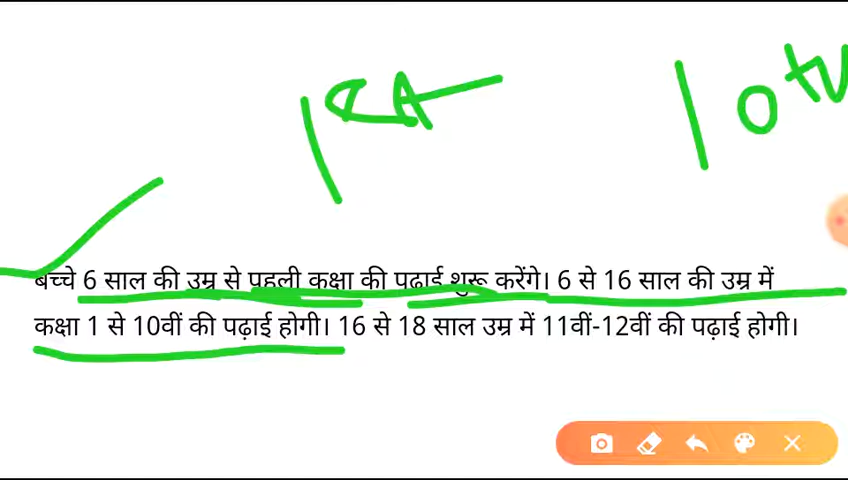 1st
10th
बच्चे 6 साल की उम्र से पहली कक्षा की पढ़ाई शुरू करेंगे। 6 से 16 साल की उम्र में
कक्षा 1 से 10वीं की पढ़ाई होगी। 16 से 18 साल उम्र में 11वीं-12वीं की पढ़ाई होगी।